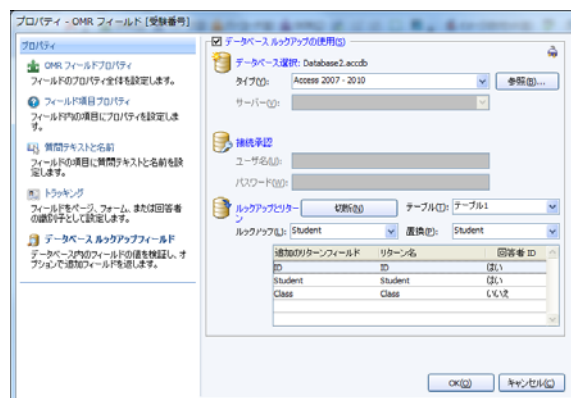 プロパティ - OMR フィールド [受験番号]
プロパティ
OMR フィールドプロパティ
フィールドのプロパティ全体を設定します。
フィールド項目プロパティ
フィールド内の項目にプロパティを設定しま
す。
質問テキストと名前
フィールドの項目に質問テキストと名前を設
定します。
トラッキング
フィールドをページ、フォーム、または回答者
の識別子として設定します。
データベース ルックアップフィールド
データベース内のフィールドの値を検証し、オ
プションで追加フィールドを返します。
データベース ルックアップの使用(S)
データベース選択: Database2.accdb
タイプ(Y): Access 2007 - 2010 参照(B)...
サーバー(V):
接続承認
ユーザ名(U):
パスワード(W):
ルックアップとリター
ン
切断(N) テーブル(T): テーブル1
ルックアップ(L): Student 置換(P): Student
追加のリターンフィールド リターン名 回答者 ID
ID ID はい
Student Student はい
Class Class いいえ
OK(O) キャンセル(C)